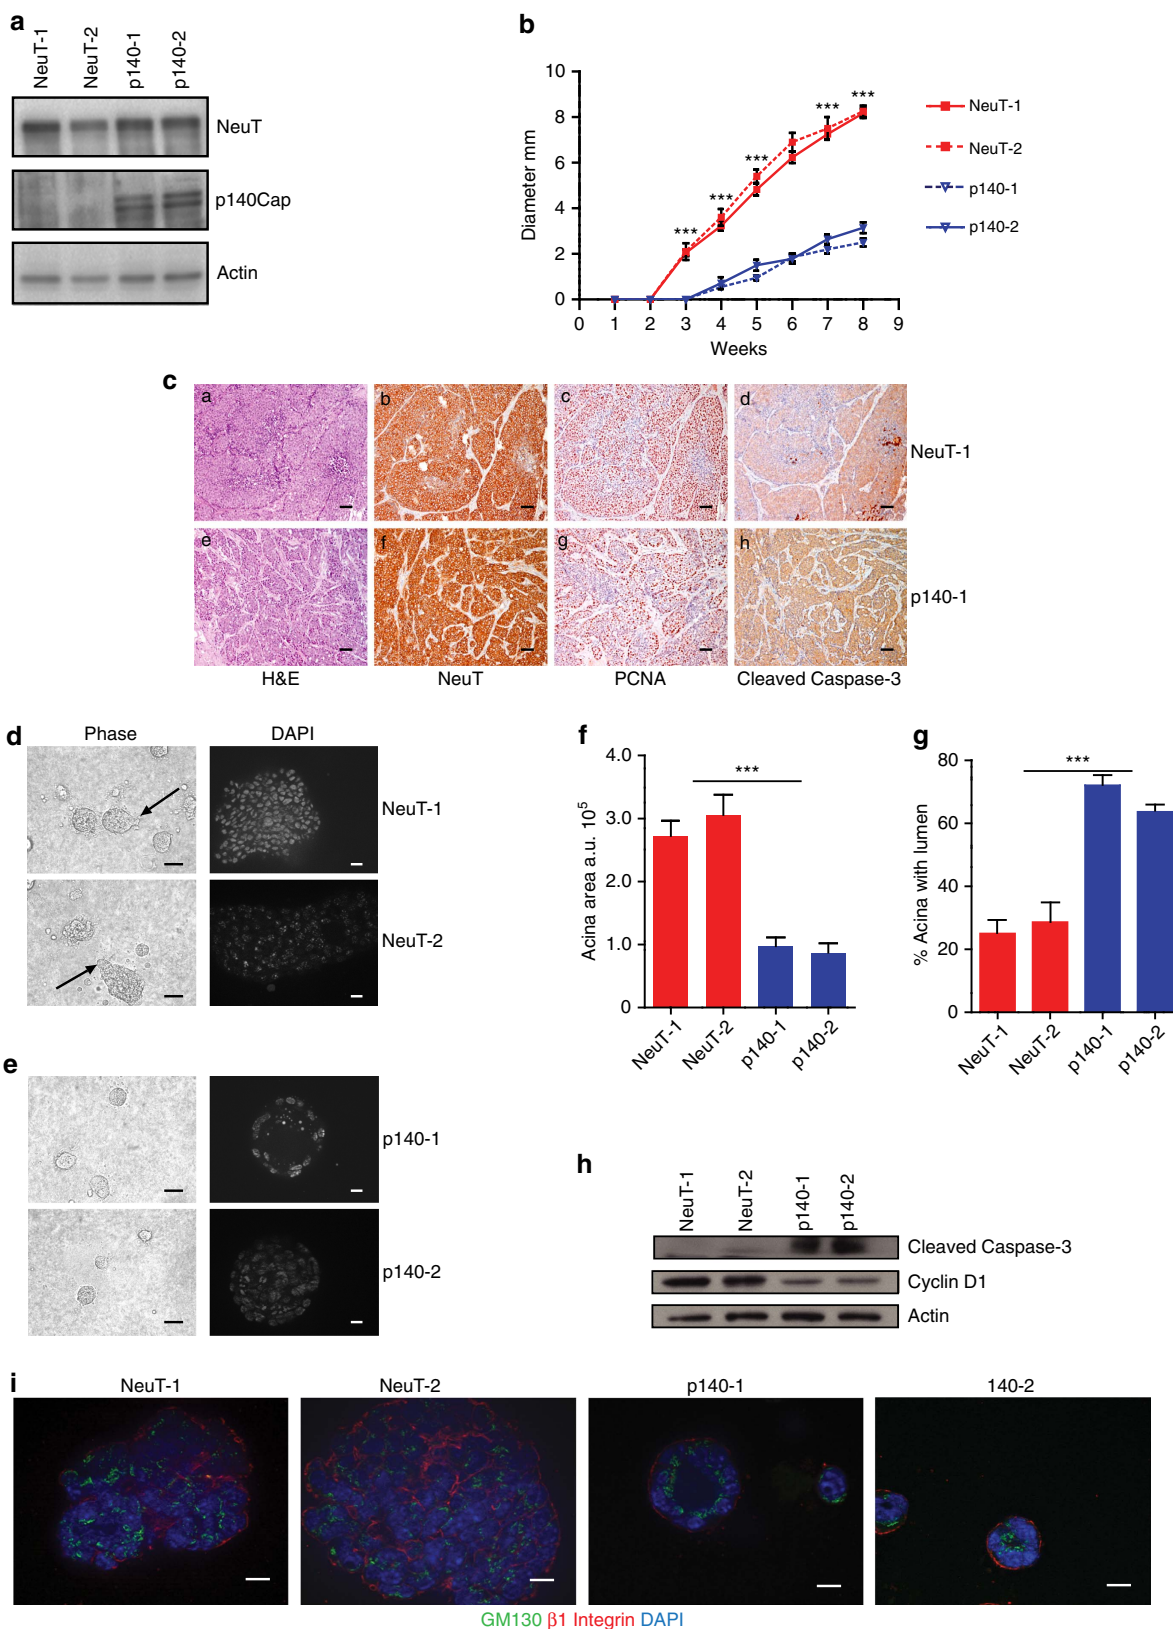 a
NeuT-1 NeuT-2 p140-1 p140-2
NeuT
p140Cap
Actin
b
10
8
6
4
2
0
Diameter mm
*** *** *** *** ***
0 1 2 3 4 5 6 7 8 9
Weeks
NeuT-1
NeuT-2
p140-1
p140-2
c
a b c d
NeuT-1
e f g h
p140-1
H&E NeuT PCNA Cleaved Caspase-3
d
Phase DAPI
NeuT-1
NeuT-2
e
p140-1
p140-2
f
4.0
3.0
2.0
1.0
0
Acina area a.u. 10⁵
***
NeuT-1 NeuT-2 p140-1 p140-2
g
80
60
40
20
0
% Acina with lumen
***
NeuT-1 NeuT-2 p140-1 p140-2
h
NeuT-1 NeuT-2 p140-1 p140-2
Cleaved Caspase-3
Cyclin D1
Actin
i
NeuT-1 NeuT-2 p140-1 140-2
GM130 β1 Integrin DAPI